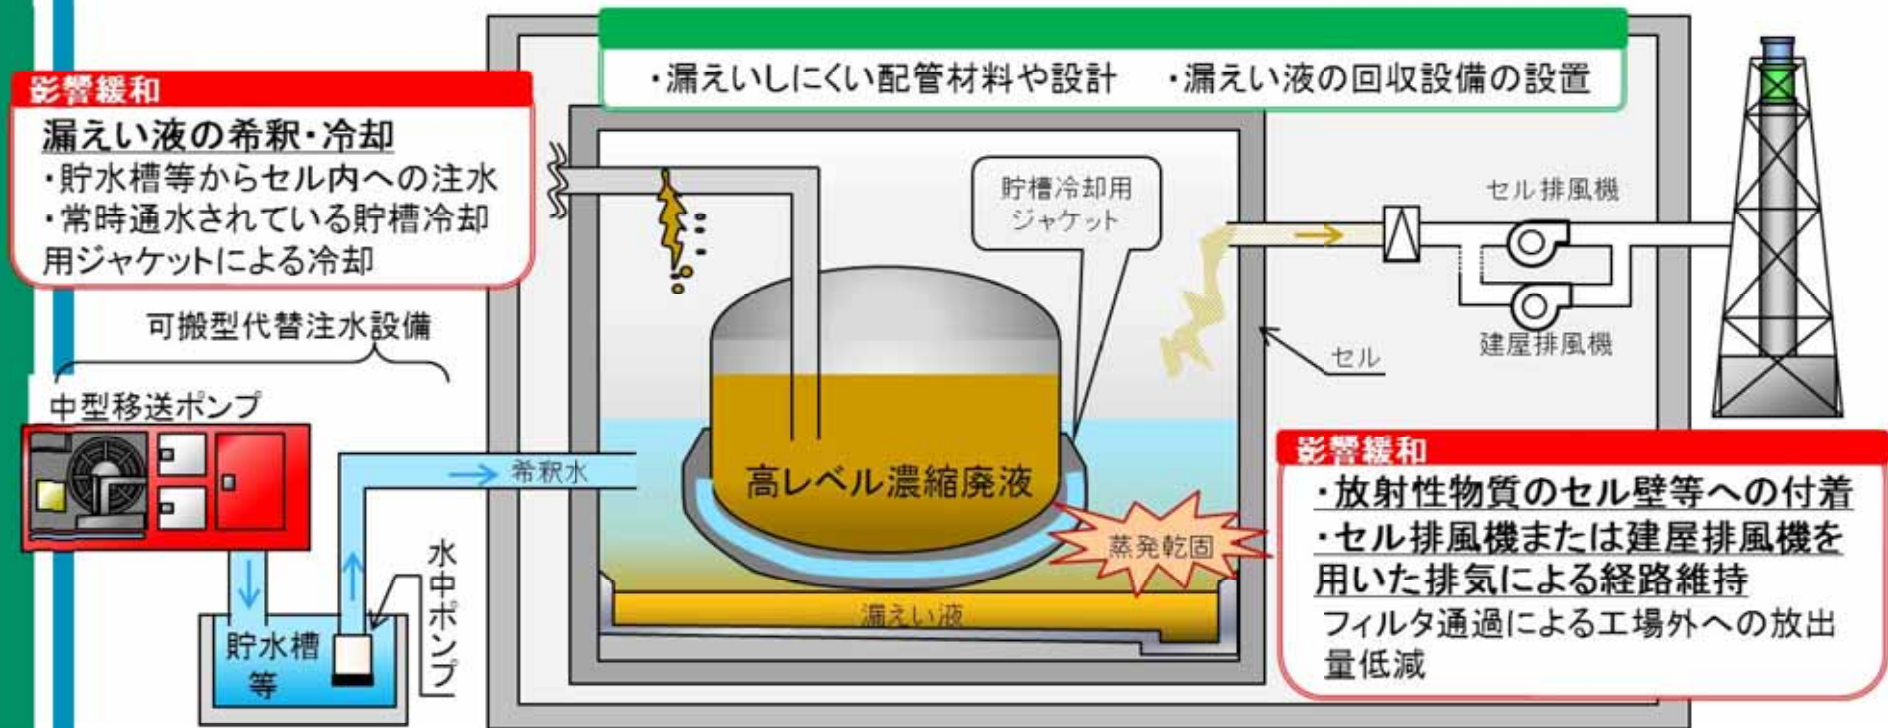 ・漏えいしにくい配管材料や設計　・漏えい液の回収設備の設置
影響緩和
漏えい液の希釈・冷却
・貯水槽等からセル内への注水
・常時通水されている貯槽冷却
用ジャケットによる冷却
貯槽冷却用
ジャケット
セル排風機
建屋排風機
セル
可搬型代替注水設備
中型移送ポンプ
希釈水
高レベル濃縮廃液
蒸発乾固
漏えい液
水中ポンプ
貯水槽
等
影響緩和
・放射性物質のセル壁等への付着
・セル排風機または建屋排風機を
用いた排気による経路維持
フィルタ通過による工場外への放出
量低減